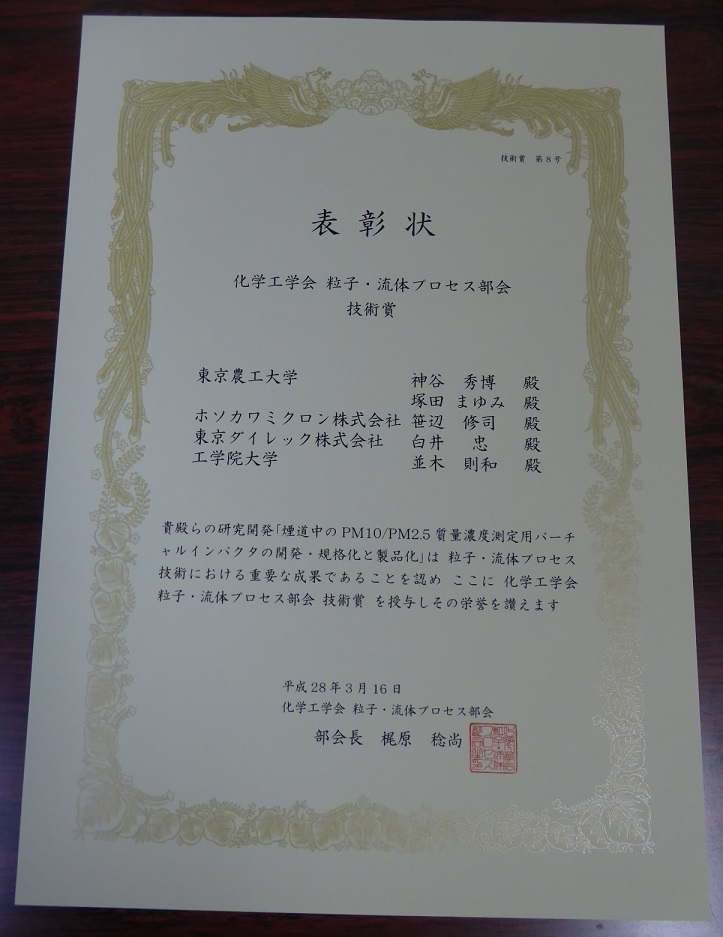 技術賞 第8号
表彰状
化学工学会 粒子・流体プロセス部会
技術賞
東京農工大学 神谷 秀博 殿
塚田 まゆみ 殿
ホソカワミクロン株式会社 笹辺 修司 殿
東京ダイレック株式会社 白井 忠 殿
工学院大学 並木 則和 殿
貴殿らの研究開発「煙道中のPM10/PM2.5質量濃度測定用バーチ
ャルインパクタの開発・規格化と製品化」は 粒子・流体プロセス
技術における重要な成果であることを認め ここに 化学工学会
粒子・流体プロセス部会 技術賞 を授与しその栄誉を讃えます
平成28年3月16日
化学工学会 粒子・流体プロセス部会
部会長 梶原 稔尚